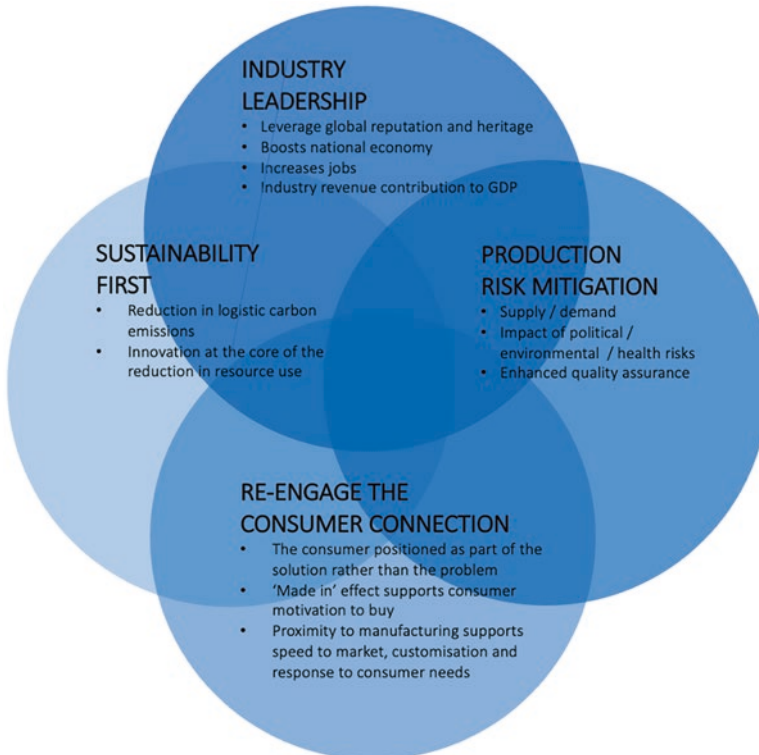 INDUSTRY
LEADERSHIP
• Leverage global reputation and heritage
• Boosts national economy
• Increases jobs
• Industry revenue contribution to GDP
SUSTAINABILITY
FIRST
• Reduction in logistic carbon
emissions
• Innovation at the core of the
reduction in resource use
PRODUCTION
RISK MITIGATION
• Supply / demand
• Impact of political /
environmental / health risks
• Enhanced quality assurance
RE-ENGAGE THE
CONSUMER CONNECTION
• The consumer positioned as part of the
solution rather than the problem
• ‘Made in’ effect supports consumer
motivation to buy
• Proximity to manufacturing supports
speed to market, customisation and
response to consumer needs